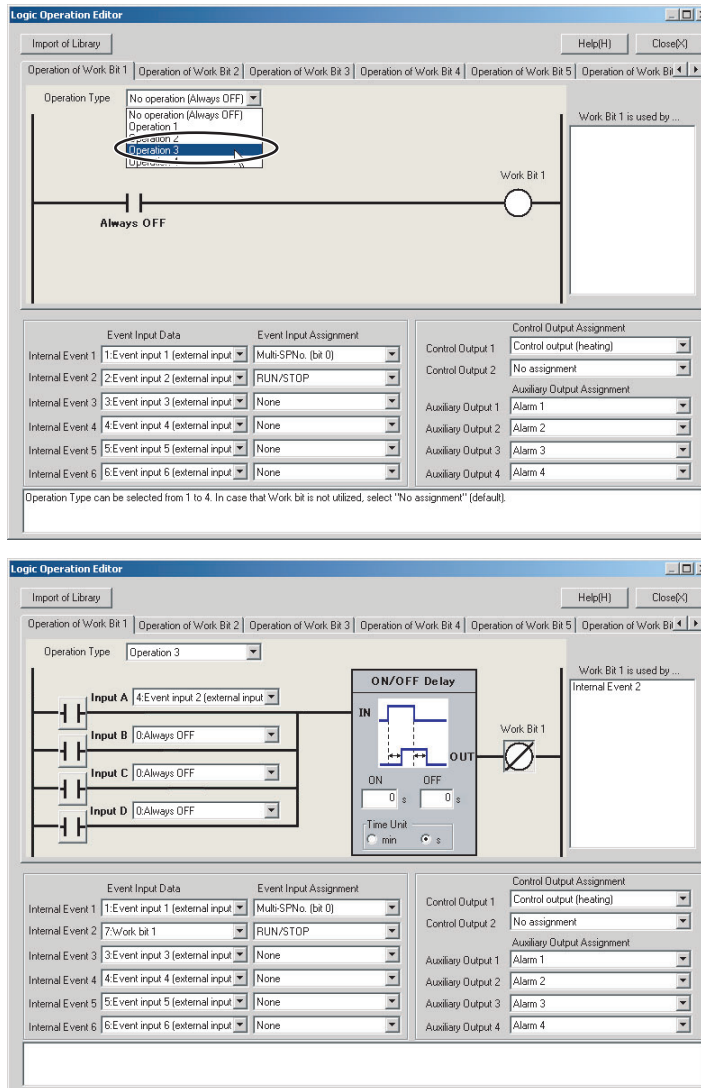 Logic Operation Editor
Import of Library
Help(H)
Close(X)
Operation of Work Bit 1
Operation of Work Bit 2
Operation of Work Bit 3
Operation of Work Bit 4
Operation of Work Bit 5
Operation of Work Bit
Operation Type
No operation (Always OFF)
No operation (Always OFF)
Operation 1
Operation 2
Operation 3
Work Bit 1 is used by ...
Work Bit 1
Always OFF
Event Input Data
Event Input Assignment
Internal Event 1 1:Event input 1 (external input Multi-SPNo. (bit 0)
Internal Event 2 2:Event input 2 (external input RUN/STOP
Internal Event 3 3:Event input 3 (external input None
Internal Event 4 4:Event input 4 (external input None
Internal Event 5 5:Event input 5 (external input None
Internal Event 6 6:Event input 6 (external input None
Control Output Assignment
Control Output 1 Control output (heating)
Control Output 2 No assignment
Auxiliary Output Assignment
Auxiliary Output 1 Alarm 1
Auxiliary Output 2 Alarm 2
Auxiliary Output 3 Alarm 3
Auxiliary Output 4 Alarm 4
Operation Type can be selected from 1 to 4. In case that Work bit is not utilized, select "No assignment" (default).
Logic Operation Editor
Import of Library
Help(H)
Close(X)
Operation of Work Bit 1
Operation of Work Bit 2
Operation of Work Bit 3
Operation of Work Bit 4
Operation of Work Bit 5
Operation of Work Bit
Operation Type
Operation 3
Work Bit 1 is used by ...
Internal Event 2
Input A 4:Event input 2 (external input
Input B 0:Always OFF
Input C 0:Always OFF
Input D 0:Always OFF
ON/OFF Delay
IN
OUT
ON
OFF
0 s
0 s
Time Unit
min
s
Work Bit 1
Event Input Data
Event Input Assignment
Internal Event 1 1:Event input 1 (external input Multi-SPNo. (bit 0)
Internal Event 2 7:Work bit 1 RUN/STOP
Internal Event 3 3:Event input 3 (external input None
Internal Event 4 4:Event input 4 (external input None
Internal Event 5 5:Event input 5 (external input None
Internal Event 6 6:Event input 6 (external input None
Control Output Assignment
Control Output 1 Control output (heating)
Control Output 2 No assignment
Auxiliary Output Assignment
Auxiliary Output 1 Alarm 1
Auxiliary Output 2 Alarm 2
Auxiliary Output 3 Alarm 3
Auxiliary Output 4 Alarm 4